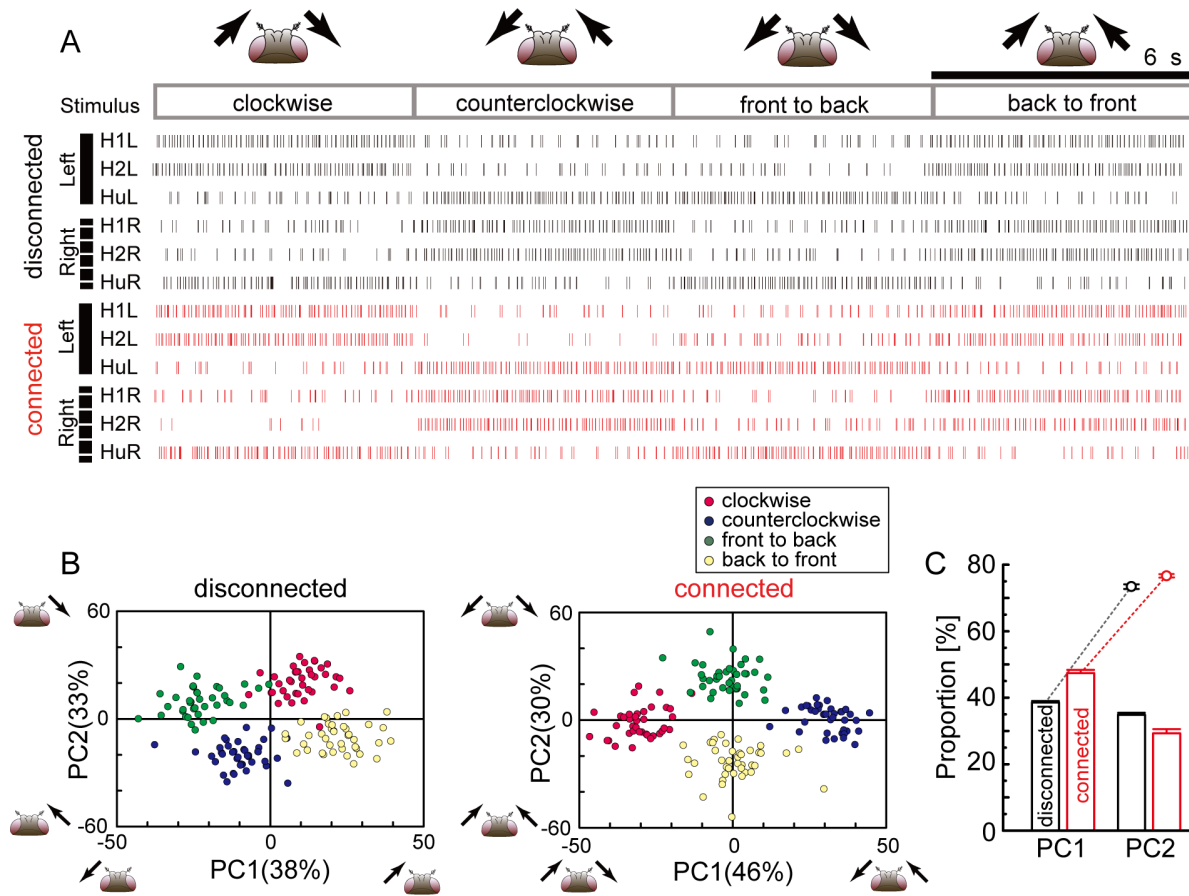 A
6 s
Stimulus
clockwise
counterclockwise
front to back
back to front
disconnected
Left
H1L
H2L
HuL
Right
H1R
H2R
HuR
connected
Left
H1L
H2L
HuL
Right
H1R
H2R
HuR
clockwise
counterclockwise
front to back
back to front
B
disconnected
60
0
-60
PC2(33%)
-50
0
50
PC1(38%)
connected
60
0
-60
PC2(30%)
-50
0
50
PC1(46%)
C
80
60
40
20
0
Proportion [%]
disconnected
connected
PC1
PC2